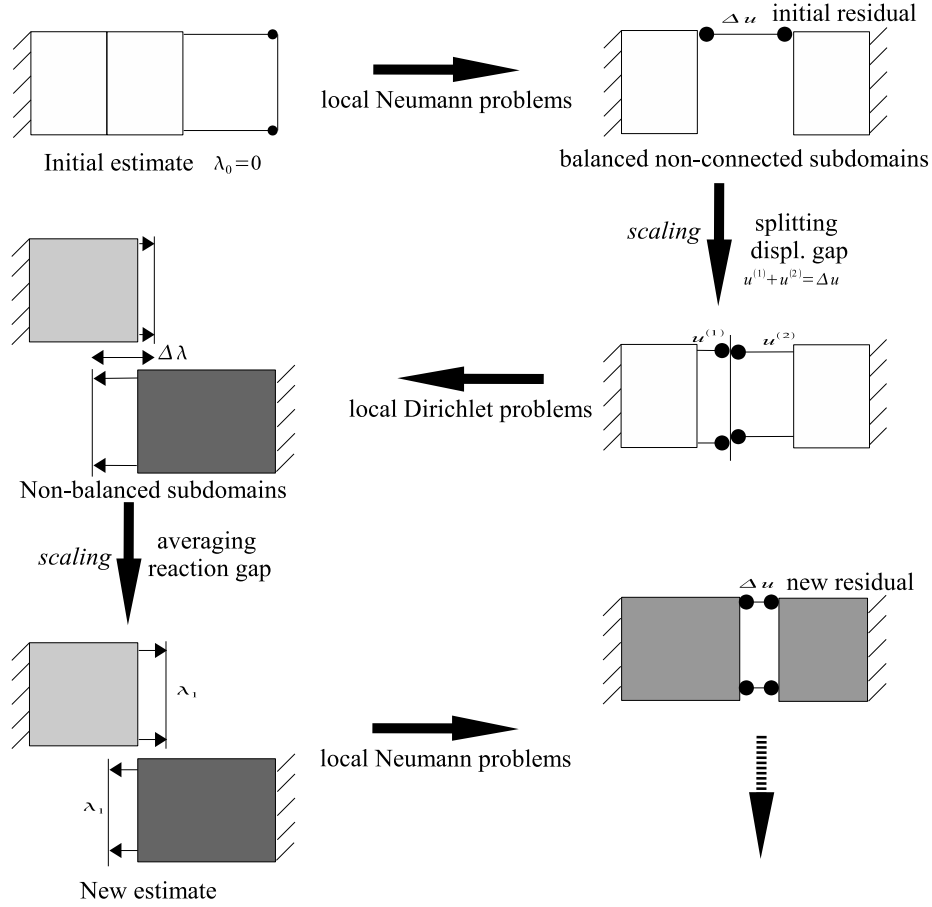 Δu initial residual
local Neumann problems
Initial estimate λ₀=0
balanced non-connected subdomains
scaling
splitting
displ. gap
u⁽¹⁾+u⁽²⁾=Δu
Δλ
u⁽¹⁾
u⁽²⁾
local Dirichlet problems
Non-balanced subdomains
scaling
averaging
reaction gap
Δu new residual
λ₁
local Neumann problems
λ₁
New estimate